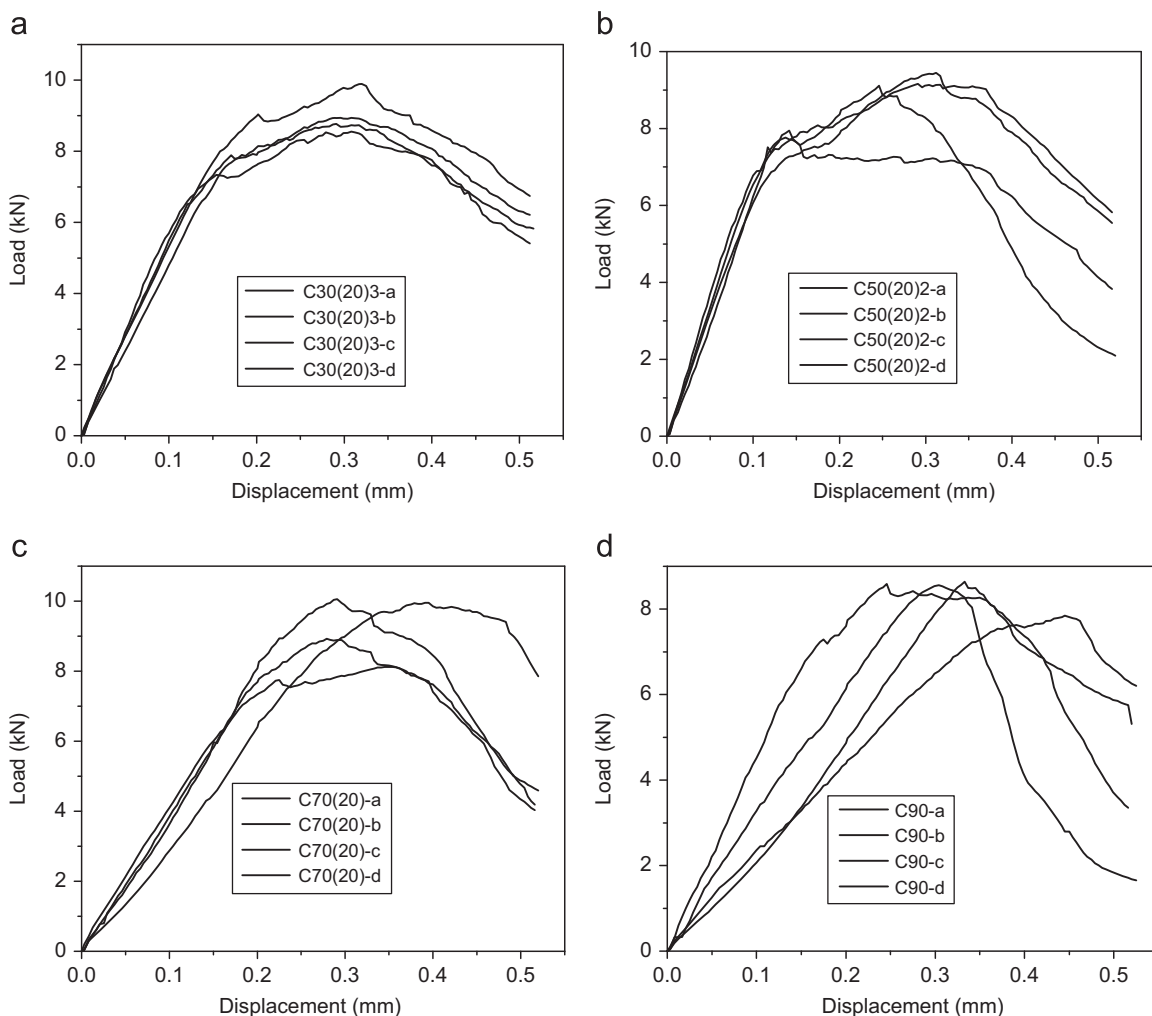 a
10
8
6
4
2
0
Load (kN)
C30(20)3-a
C30(20)3-b
C30(20)3-c
C30(20)3-d
0.0 0.1 0.2 0.3 0.4 0.5
Displacement (mm)
b
10
8
6
4
2
0
Load (kN)
C50(20)2-a
C50(20)2-b
C50(20)2-c
C50(20)2-d
0.0 0.1 0.2 0.3 0.4 0.5
Displacement (mm)
c
10
8
6
4
2
0
Load (kN)
C70(20)-a
C70(20)-b
C70(20)-c
C70(20)-d
0.0 0.1 0.2 0.3 0.4 0.5
Displacement (mm)
d
8
6
4
2
0
Load (kN)
C90-a
C90-b
C90-c
C90-d
0.0 0.1 0.2 0.3 0.4 0.5
Displacement (mm)